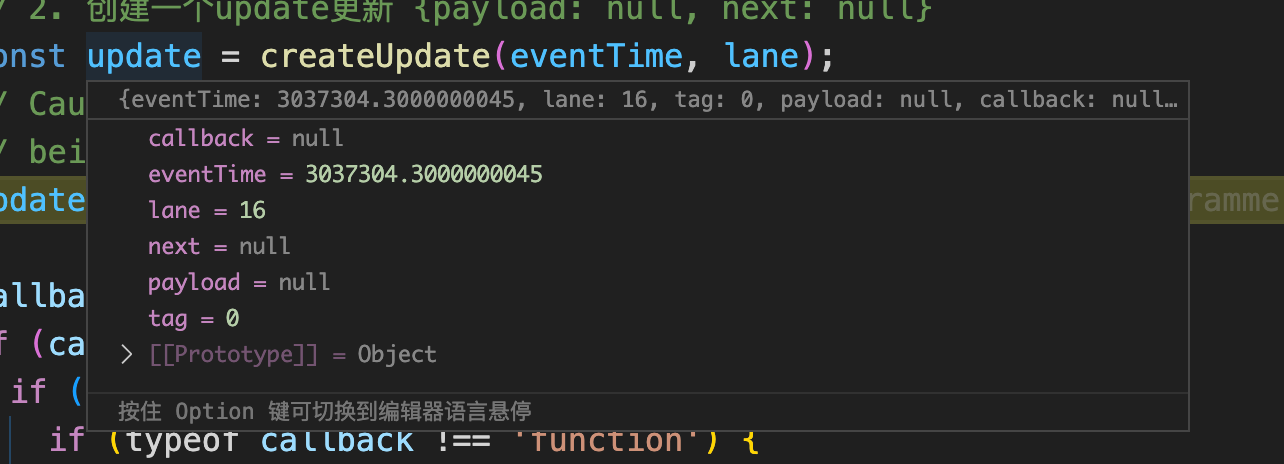 / 2. 创建一个update更新 {payload: null, next: null}
onst update = createUpdate(eventTime, lane);
/ Cau
{eventTime: 3037304.3000000045, lane: 16, tag: 0, payload: null, callback: null…
callback = null
/ bei
eventTime = 3037304.3000000045
pdate
ramme
lane = 16
next = null
payload = null
allba
tag = 0
f (ca
[[Prototype]] = Object
if (
按住 Option 键可切换到编辑器语言悬停
if (typeof callback !== 'function') {